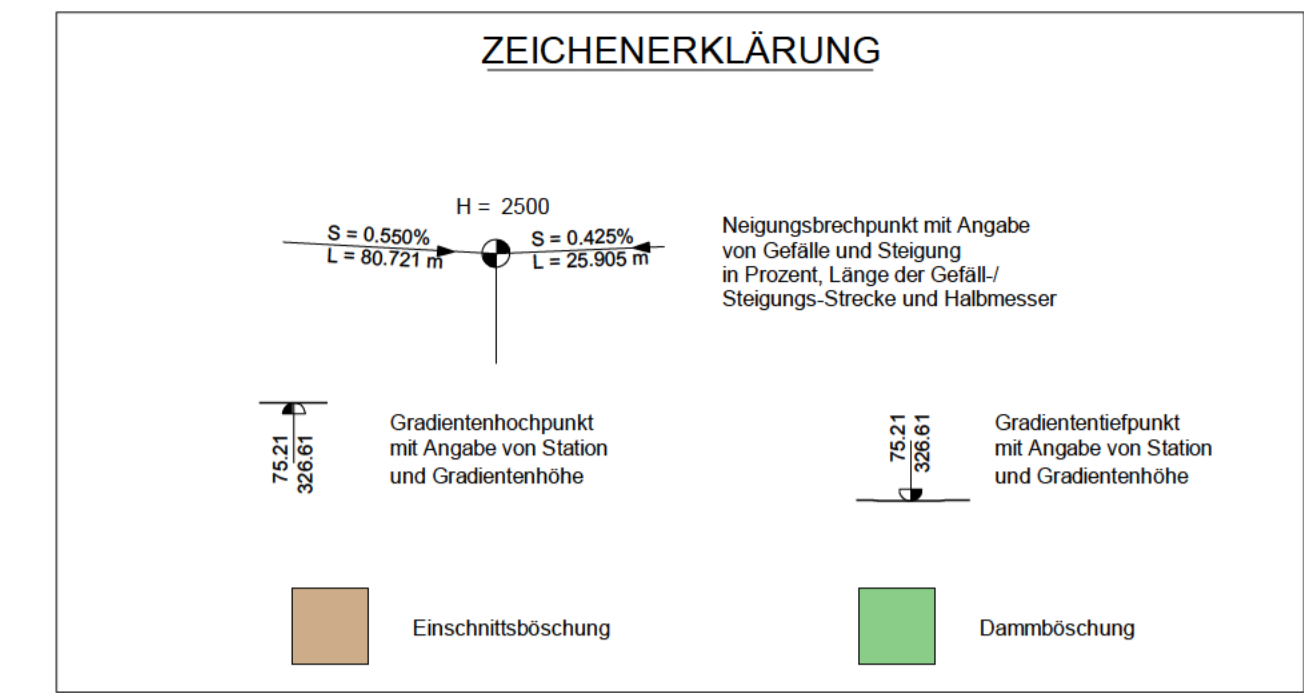 ZEICHENERKLÄRUNG
H = 2500
S = 0.550%
L = 80.721 m
S = 0.425%
L = 25.905 m
Neigungsbrechpunkt mit Angabe
von Gefälle und Steigung
in Prozent, Länge der Gefäll-/
Steigungs-Strecke und Halbmesser
75.21
326.61
Gradientenhochpunkt
mit Angabe von Station
und Gradientenhöhe
75.21
326.61
Gradiententiefpunkt
mit Angabe von Station
und Gradientenhöhe
Einschnittsböschung
Dammböschung